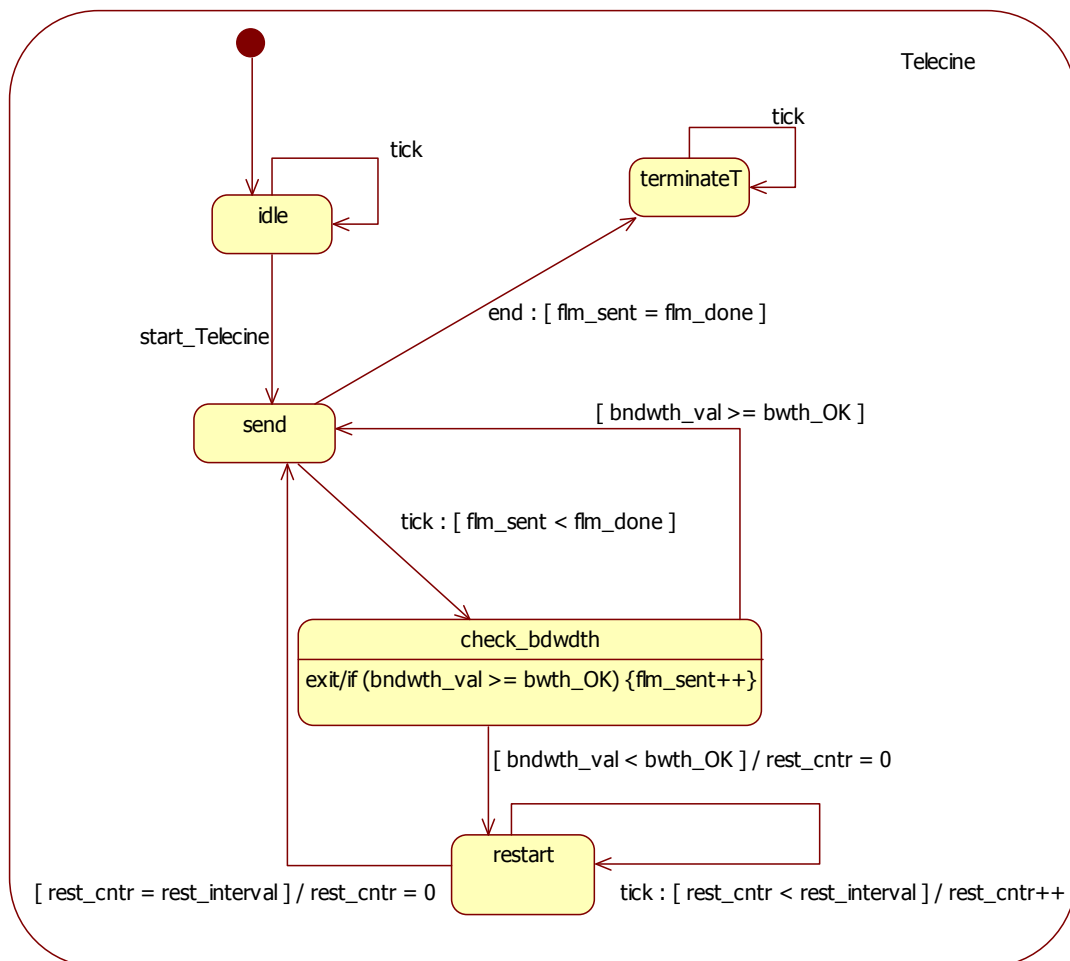 Telecine
tick
tick
terminateT
idle
end : [ flm_sent = flm_done ]
start_Telecine
[ bndwth_val >= bwth_OK ]
send
tick : [ flm_sent < flm_done ]
check_bdwdth
exit/if (bndwth_val >= bwth_OK) {flm_sent++}
[ bndwth_val < bwth_OK ] / rest_cntr = 0
restart
[ rest_cntr = rest_interval ] / rest_cntr = 0
tick : [ rest_cntr < rest_interval ] / rest_cntr++